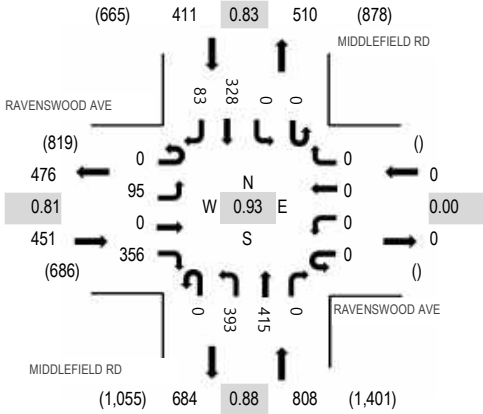 (665) 411 0.83 510 (878)
MIDDLEFIELD RD
83 328 0 0
RAVENSWOOD AVE
(819) 0 0 ()
476 95 0 0
N
0.81 W 0.93 E 0.00
0 0
S
451 356 0 0
(686) ()
0 393 415 0
RAVENSWOOD AVE
MIDDLEFIELD RD
(1,055) 684 0.88 808 (1,401)